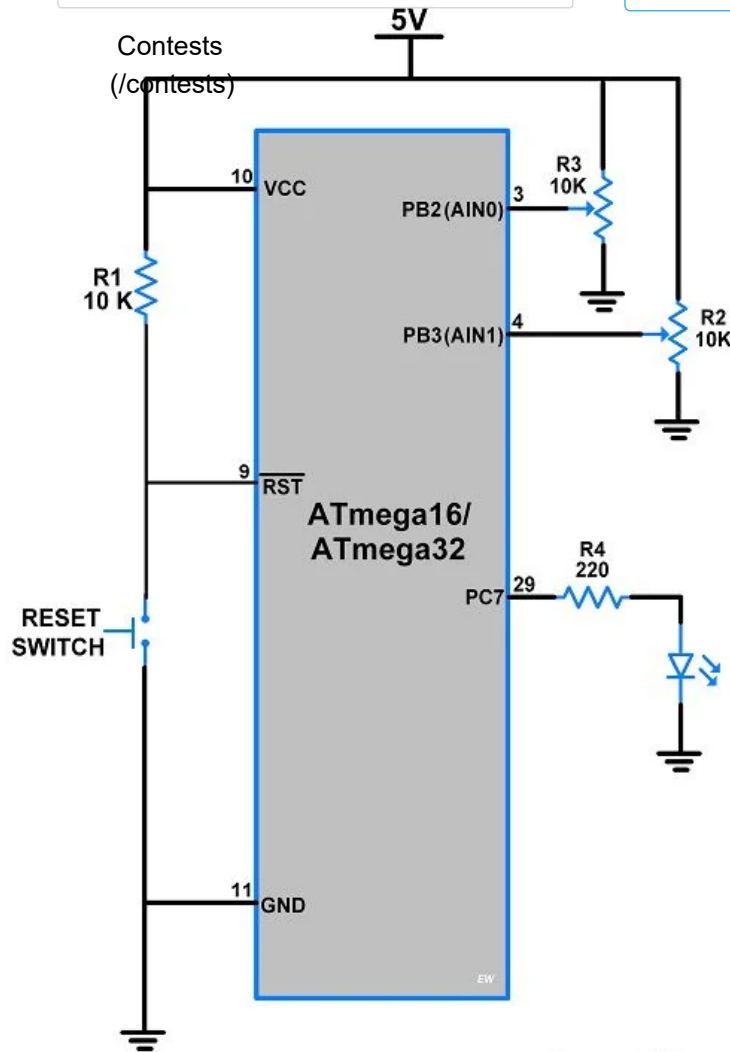 5V
Contests
(/contests)
10
VCC
R1
10 K
PB2(AIN0)
3
R3
10K
PB3(AIN1)
4
R2
10K
9
RST
ATmega16/
ATmega32
R4
220
PC7
29
RESET
SWITCH
11
GND
EW